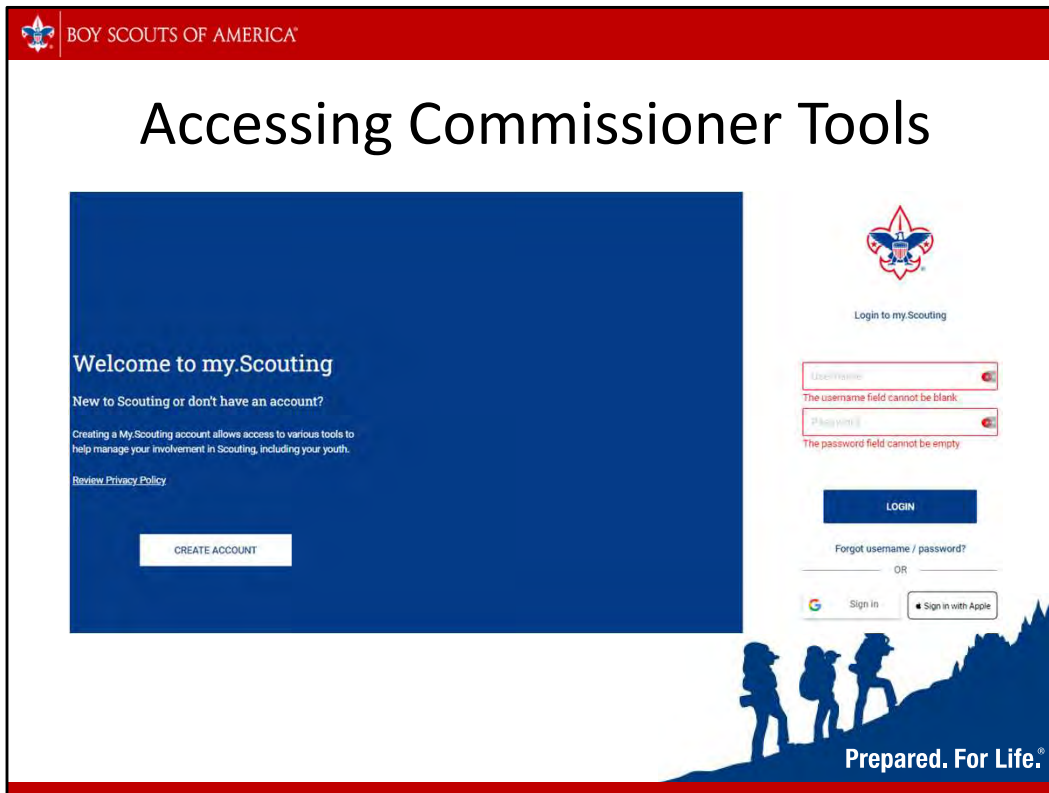 BOY SCOUTS OF AMERICA®
Accessing Commissioner Tools
Welcome to my.Scouting
New to Scouting or don't have an account?
Creating a My.Scouting account allows access to various tools to
help manage your involvement in Scouting, including your youth.
Review Privacy Policy
CREATE ACCOUNT
Login to my.Scouting
Username
The username field cannot be blank
Password
The password field cannot be empty
LOGIN
Forgot username / password?
OR
Sign in
Sign in with Apple
Prepared. For Life.®